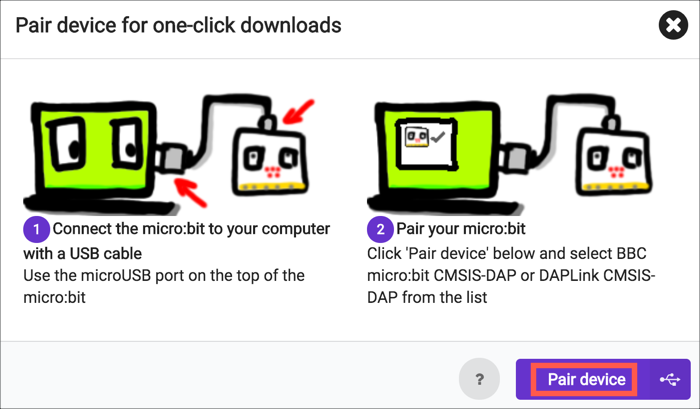 Pair device for one-click downloads
1 Connect the micro:bit to your computer
with a USB cable
Use the microUSB port on the top of the
micro:bit
2 Pair your micro:bit
Click 'Pair device' below and select BBC
micro:bit CMSIS-DAP or DAPLink CMSIS-
DAP from the list
?
Pair device